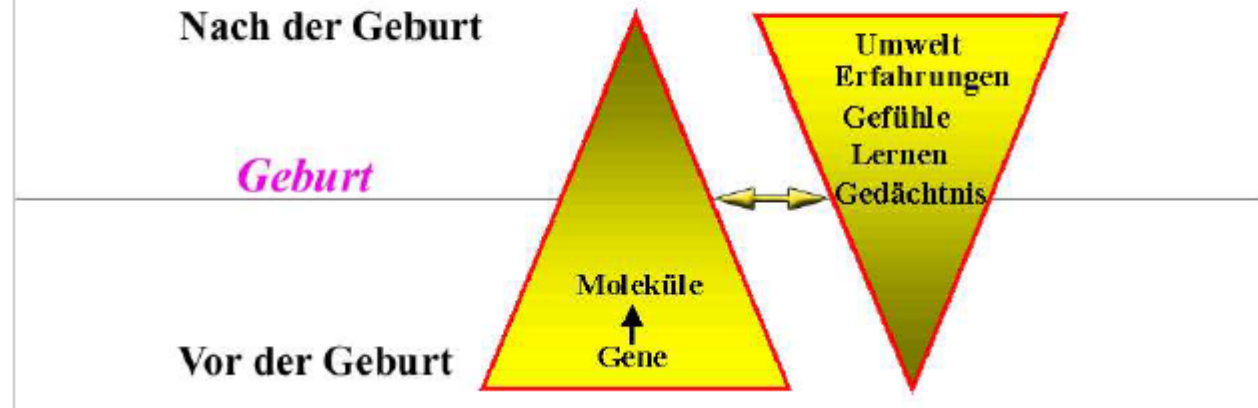 Nach der Geburt
Umwelt
Erfahrungen
Gefühle
Lernen
Geburt
Gedächtnis
Moleküle
Gene
Vor der Geburt